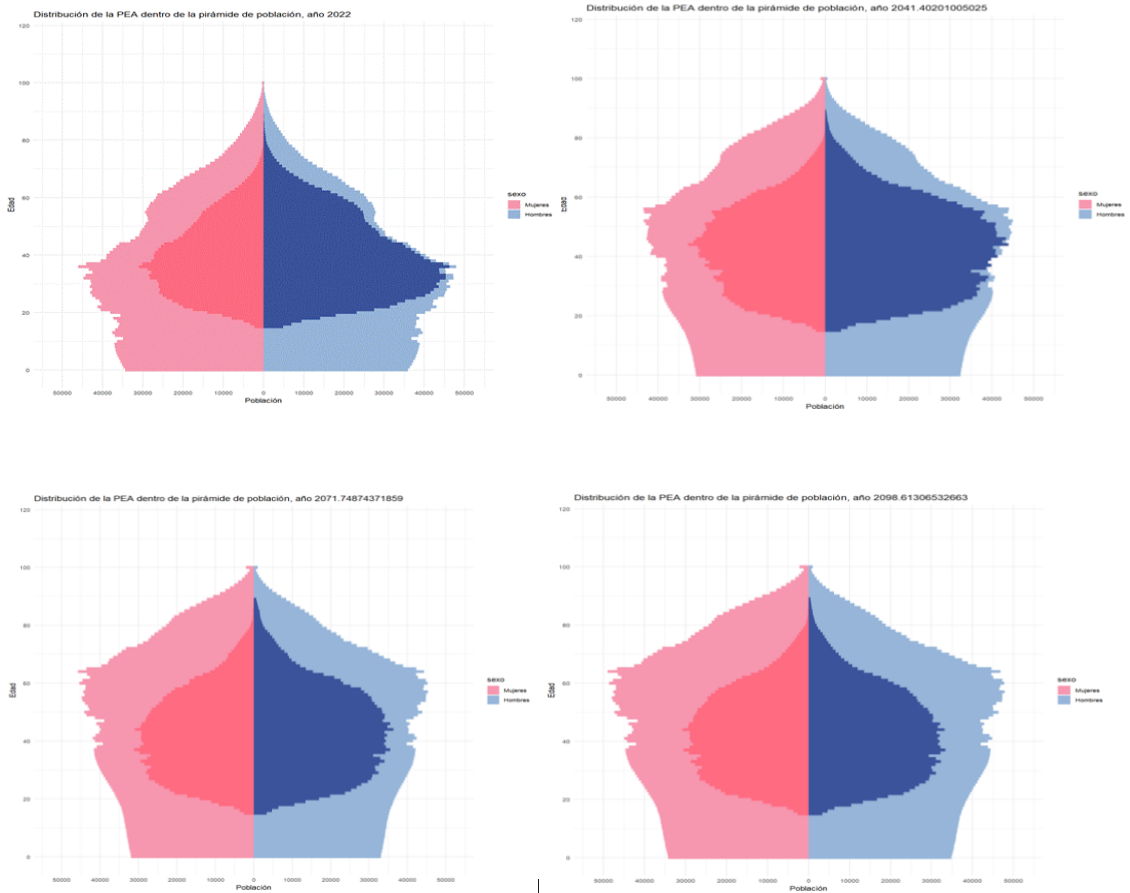 Distribución de la PEA dentro de la pirámide de población, año 2022
120
100
80
60
40
20
0
Edad
50000 40000 30000 20000 10000 0 10000 20000 30000 40000 50000
Población
sexo
Mujeres
Hombres
Distribución de la PEA dentro de la pirámide de población, año 2041.40201005025
120
100
80
60
40
20
0
Edad
50000 40000 30000 20000 10000 0 10000 20000 30000 40000 50000
Población
sexo
Mujeres
Hombres
Distribución de la PEA dentro de la pirámide de población, año 2071.74874371859
120
100
80
60
40
20
0
Edad
50000 40000 30000 20000 10000 0 10000 20000 30000 40000 50000
Población
sexo
Mujeres
Hombres
Distribución de la PEA dentro de la pirámide de población, año 2098.61306532663
120
100
80
60
40
20
0
Edad
50000 40000 30000 20000 10000 0 10000 20000 30000 40000 50000
Población
sexo
Mujeres
Hombres